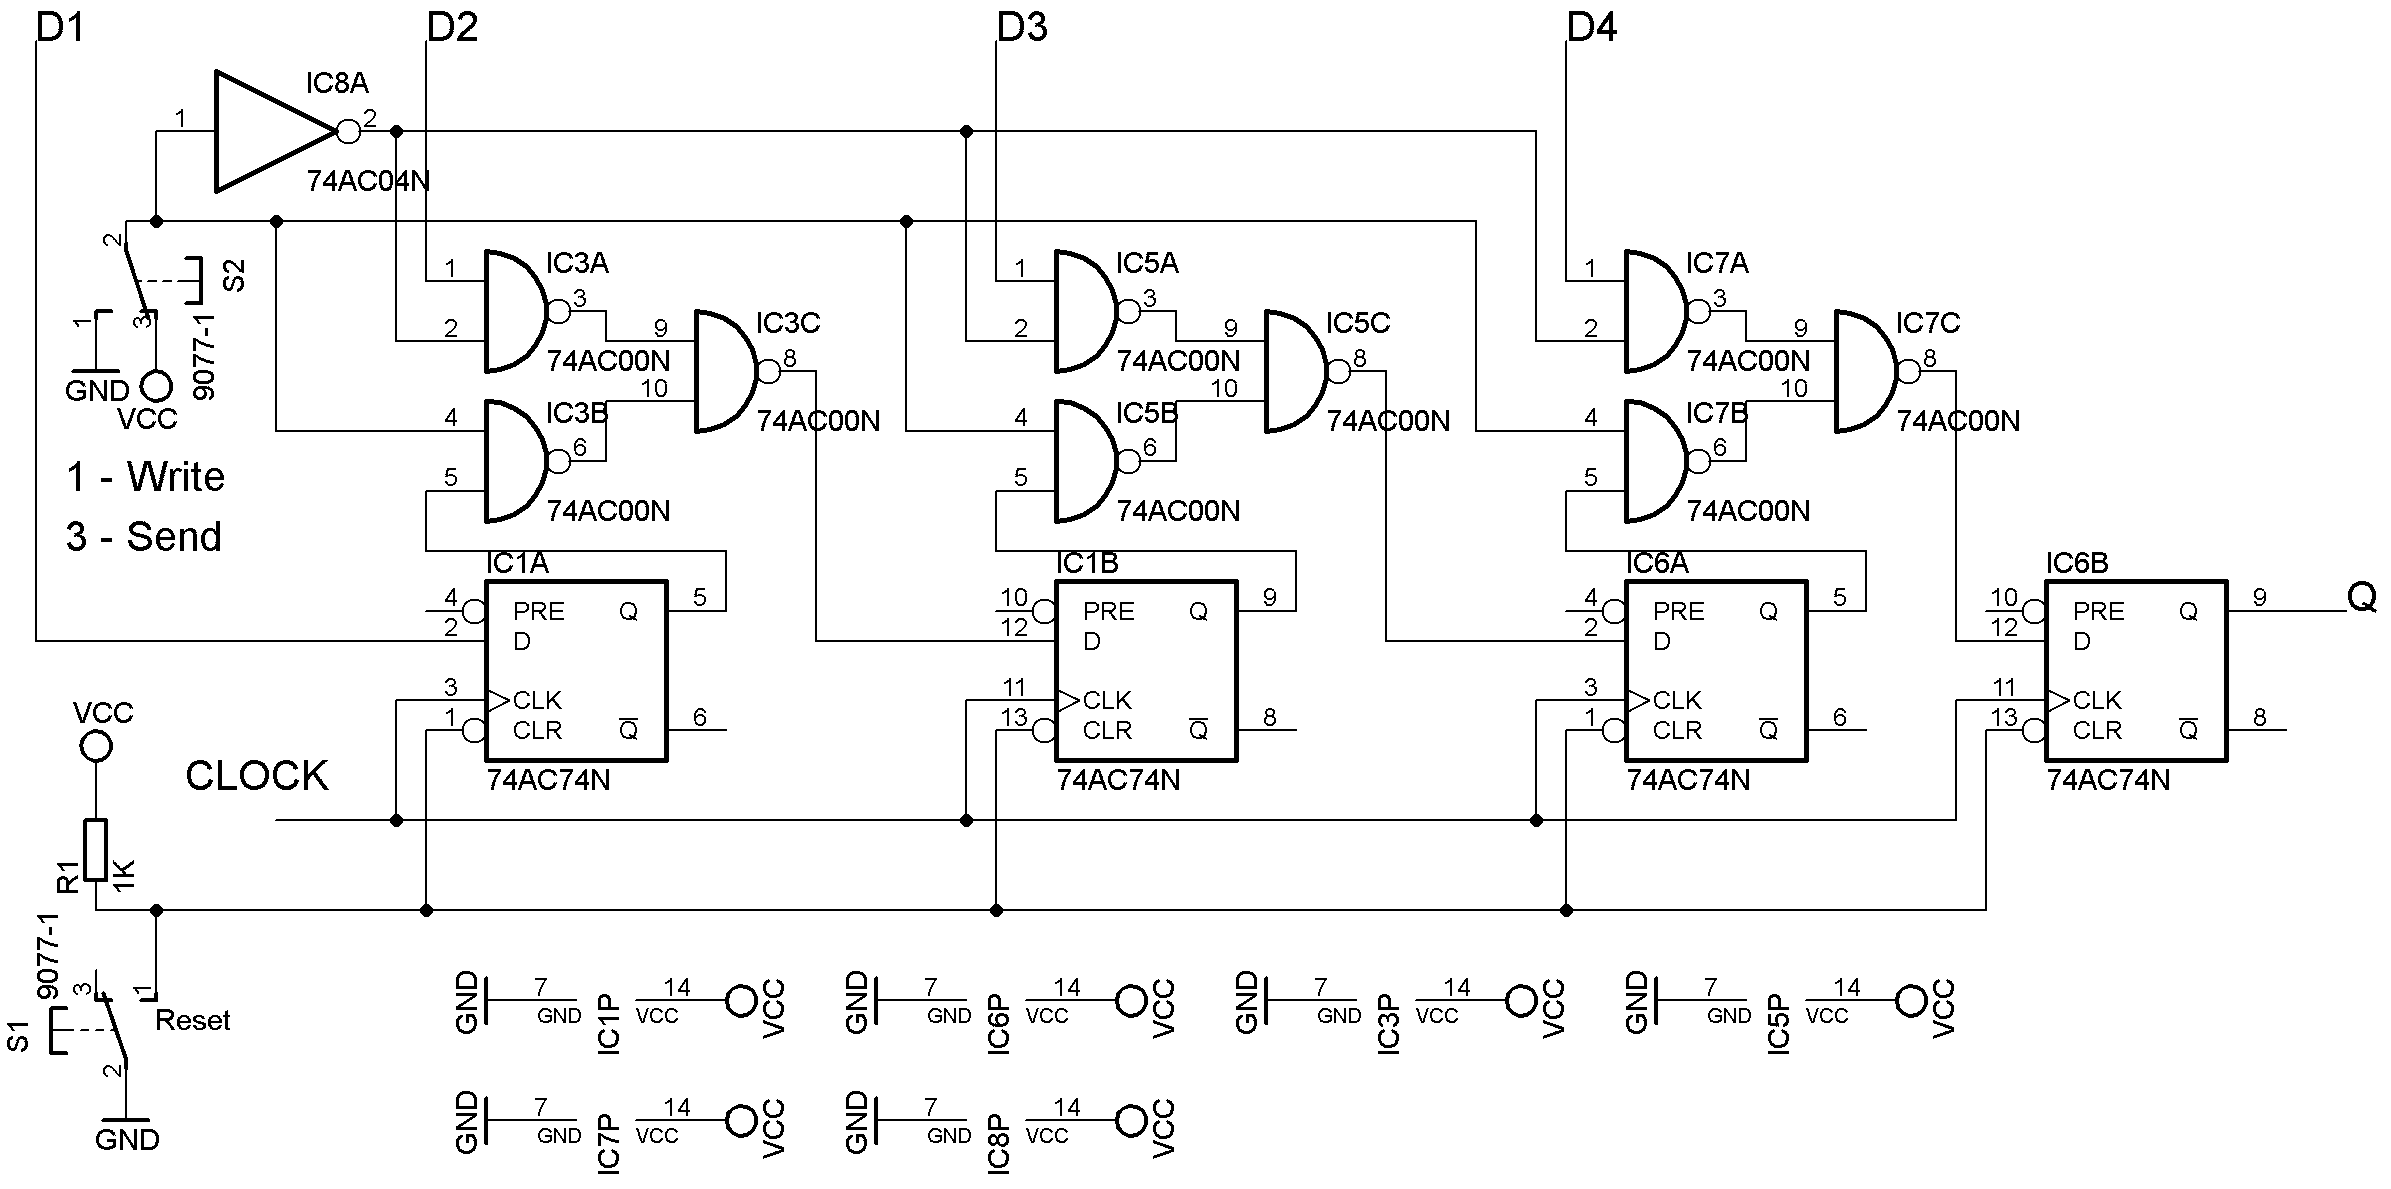 D1
D2
D3
D4
IC8A
1
2
74AC04N
2
S2
1
3
9077-1
GND
VCC
1 - Write
3 - Send
1
2
IC3A
3
74AC00N
4
5
IC3B
6
74AC00N
9
10
IC3C
8
74AC00N
1
2
IC5A
3
74AC00N
4
5
IC5B
6
74AC00N
9
10
IC5C
8
74AC00N
1
2
IC7A
3
74AC00N
4
5
IC7B
6
74AC00N
9
10
IC7C
8
74AC00N
IC1A
4 PRE Q 5
2 D
3 CLK
1 CLR Q 6
74AC74N
IC1B
10 PRE Q 9
12 D
11 CLK
13 CLR Q 8
74AC74N
IC6A
4 PRE Q 5
2 D
3 CLK
1 CLR Q 6
74AC74N
IC6B
10 PRE Q 9
12 D
11 CLK
13 CLR Q 8
74AC74N
Q
VCC
CLOCK
R1
1K
9077-1
S1
3
1
Reset
2
GND
GND 7 GND IC1P 14 VCC VCC
GND 7 GND IC6P 14 VCC VCC
GND 7 GND IC3P 14 VCC VCC
GND 7 GND IC5P 14 VCC VCC
GND 7 GND IC7P 14 VCC VCC
GND 7 GND IC8P 14 VCC VCC